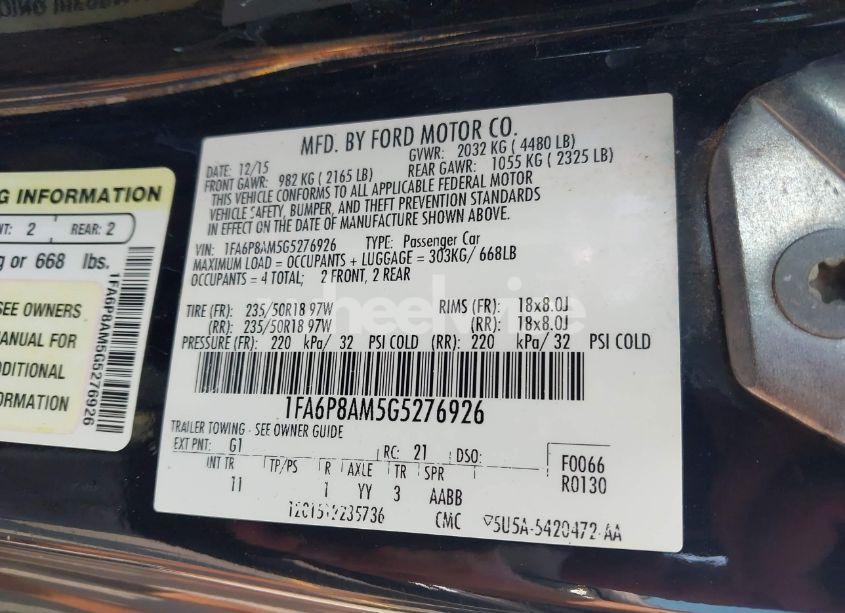 MFD. BY FORD MOTOR CO.
DATE: 12/15 GVWR: 2032 KG ( 4480 LB)
FRONT GAWR: 982 KG ( 2165 LB) REAR GAWR: 1055 KG ( 2325 LB)
THIS VEHICLE CONFORMS TO ALL APPLICABLE FEDERAL MOTOR
VEHICLE SAFETY, BUMPER, AND THEFT PREVENTION STANDARDS
IN EFFECT ON THE DATE OF MANUFACTURE SHOWN ABOVE.
VIN: 1FA6P8AM5G5276926 TYPE: Passenger Car
MAXIMUM LOAD = OCCUPANTS + LUGGAGE = 303KG/ 668LB
OCCUPANTS = 4 TOTAL; 2 FRONT, 2 REAR
TIRE (FR): 235/50R18 97W RIMS (FR): 18x8.0J
(RR): 235/50R18 97W (RR): 18x8.0J
PRESSURE (FR): 220 kPa/ 32 PSI COLD (RR): 220 kPa/ 32 PSI COLD
1FA6P8AM5G5276926
TRAILER TOWING - SEE OWNER GUIDE
EXT PNT: G1 RC: 21 DSO: F0066
INT TR TP/PS R AXLE TR SPR R0130
11 1 YY 3 AABB
1201512235736 CMC ▽5U5A-5420472-AA
G INFORMATION
NT: 2 REAR: 2
g or 668 lbs.
SEE OWNERS
MANUAL FOR
ADDITIONAL
FORMATION
1FA6P8AM5G5276926